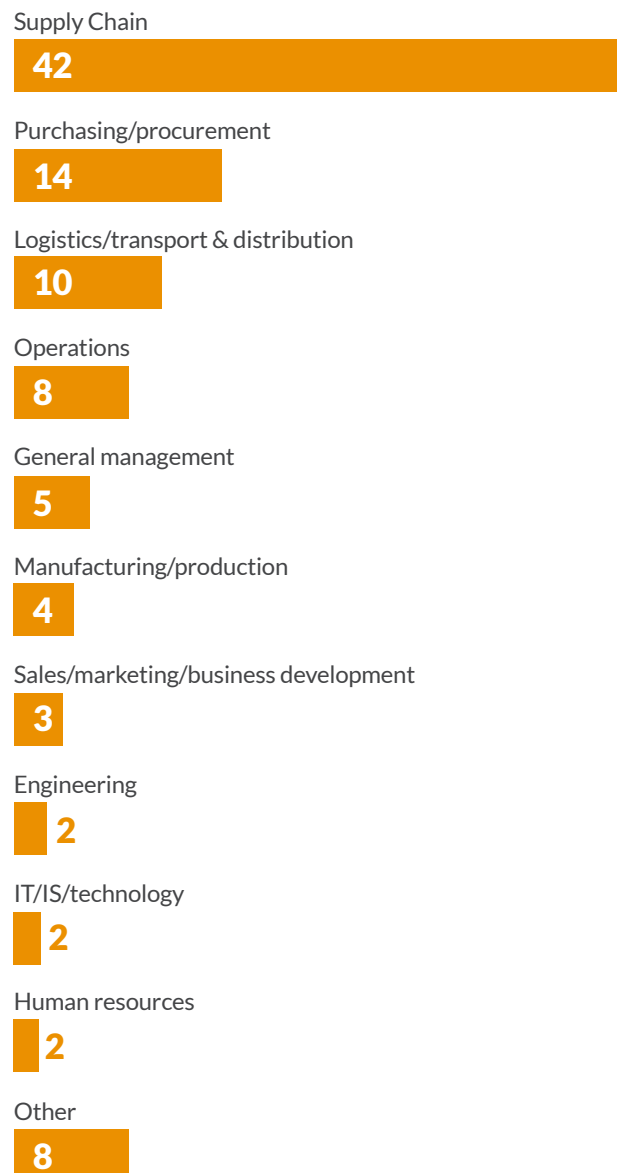 Supply Chain
42
Purchasing/procurement
14
Logistics/transport & distribution
10
Operations
8
General management
5
Manufacturing/production
4
Sales/marketing/business development
3
Engineering
2
IT/IS/technology
2
Human resources
2
Other
8